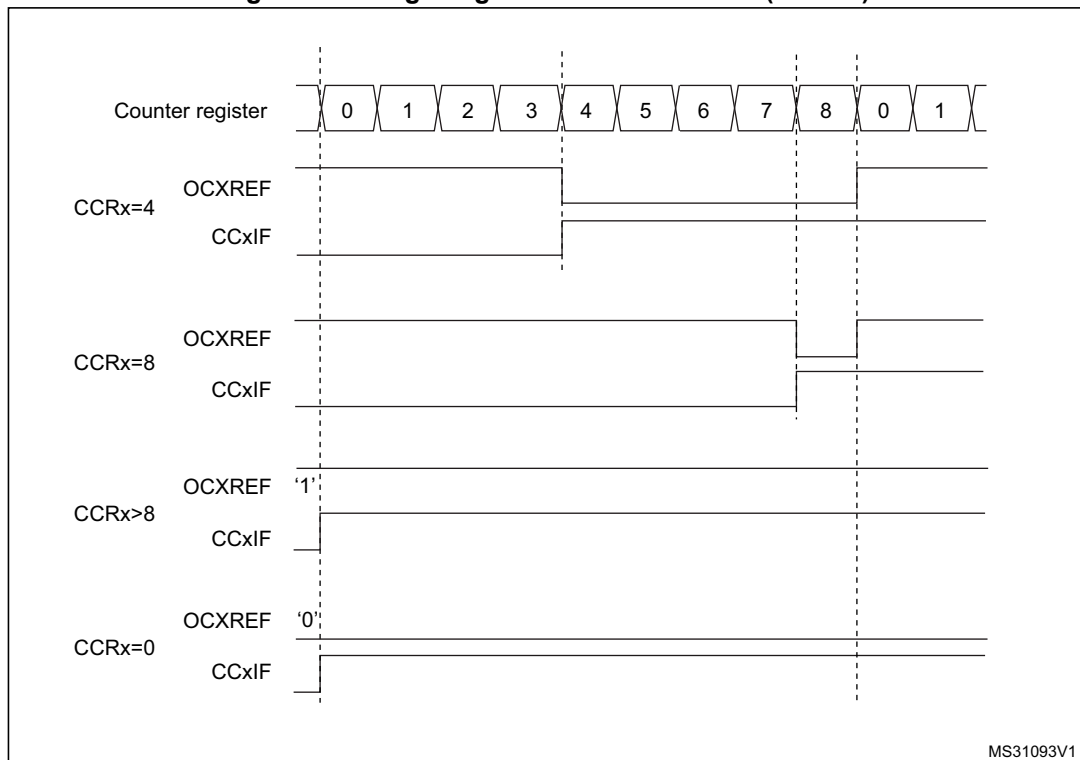 Counter register 0 1 2 3 4 5 6 7 8 0 1
OCXREF
CCRx=4
CCxIF
OCXREF
CCRx=8
CCxIF
OCXREF ‘1’
CCRx>8
CCxIF
OCXREF ‘0’
CCRx=0
CCxIF
MS31093V1